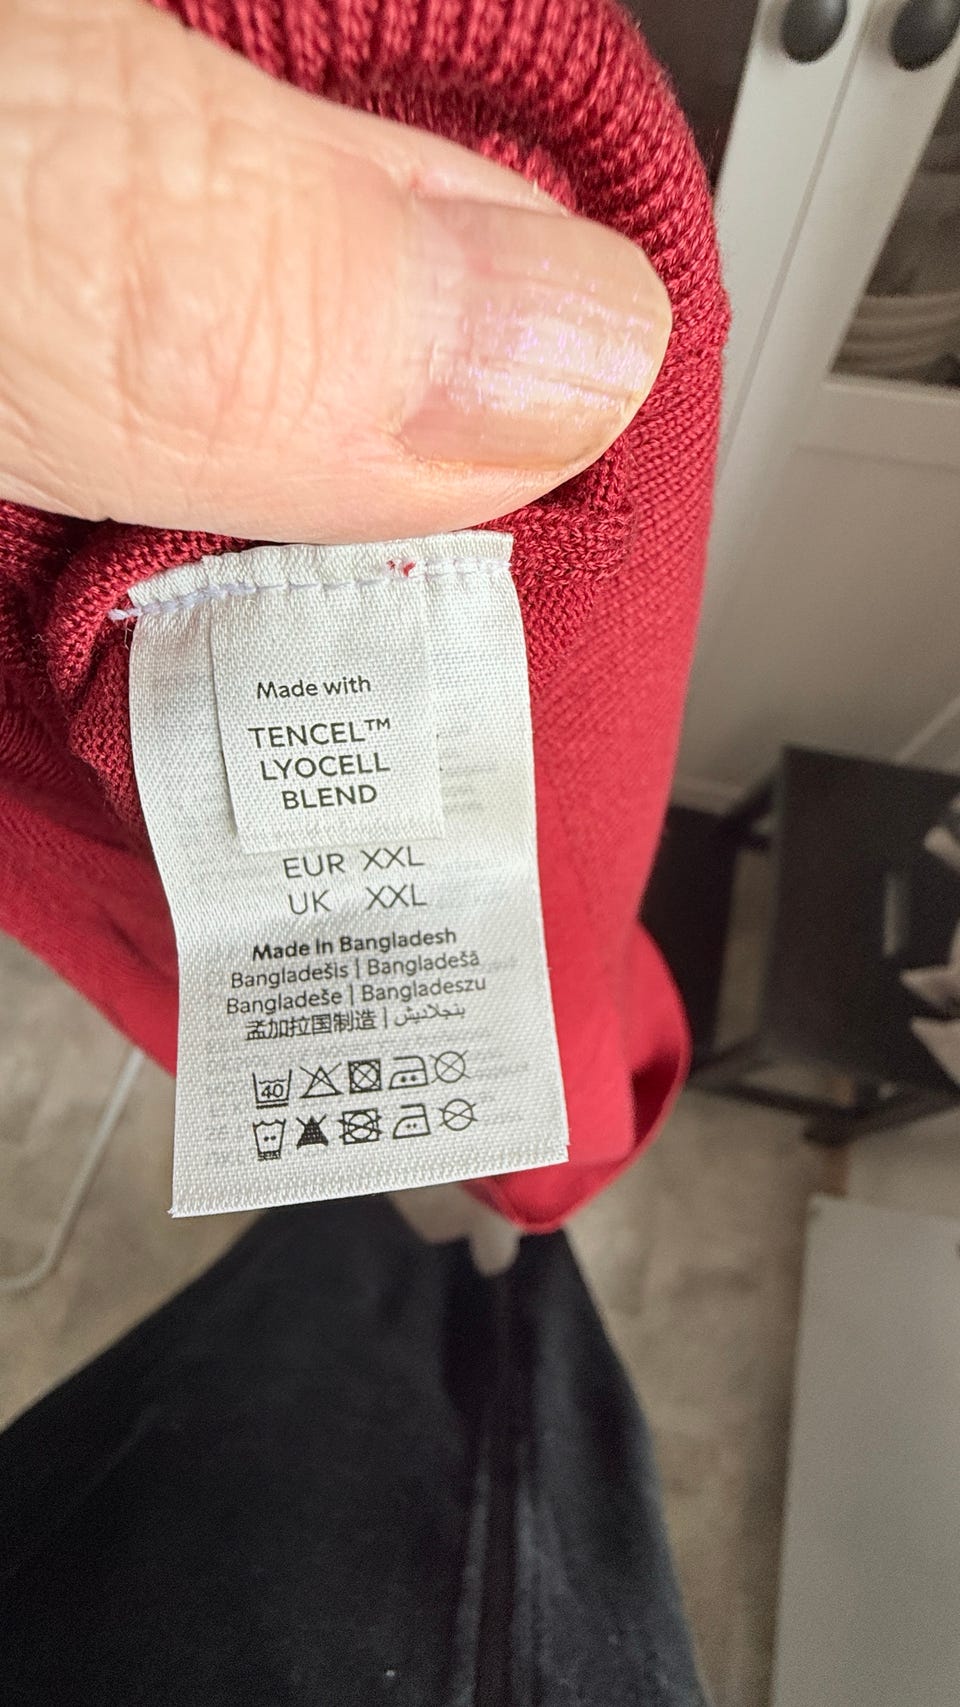 Made with
TENCEL™
LYOCELL
BLEND
EUR XXL
UK XXL
Made In Bangladesh
Bangladešis | Bangladešā
Bangladeše | Bangladeszu
孟加拉国制造 | بنجلاديش
40